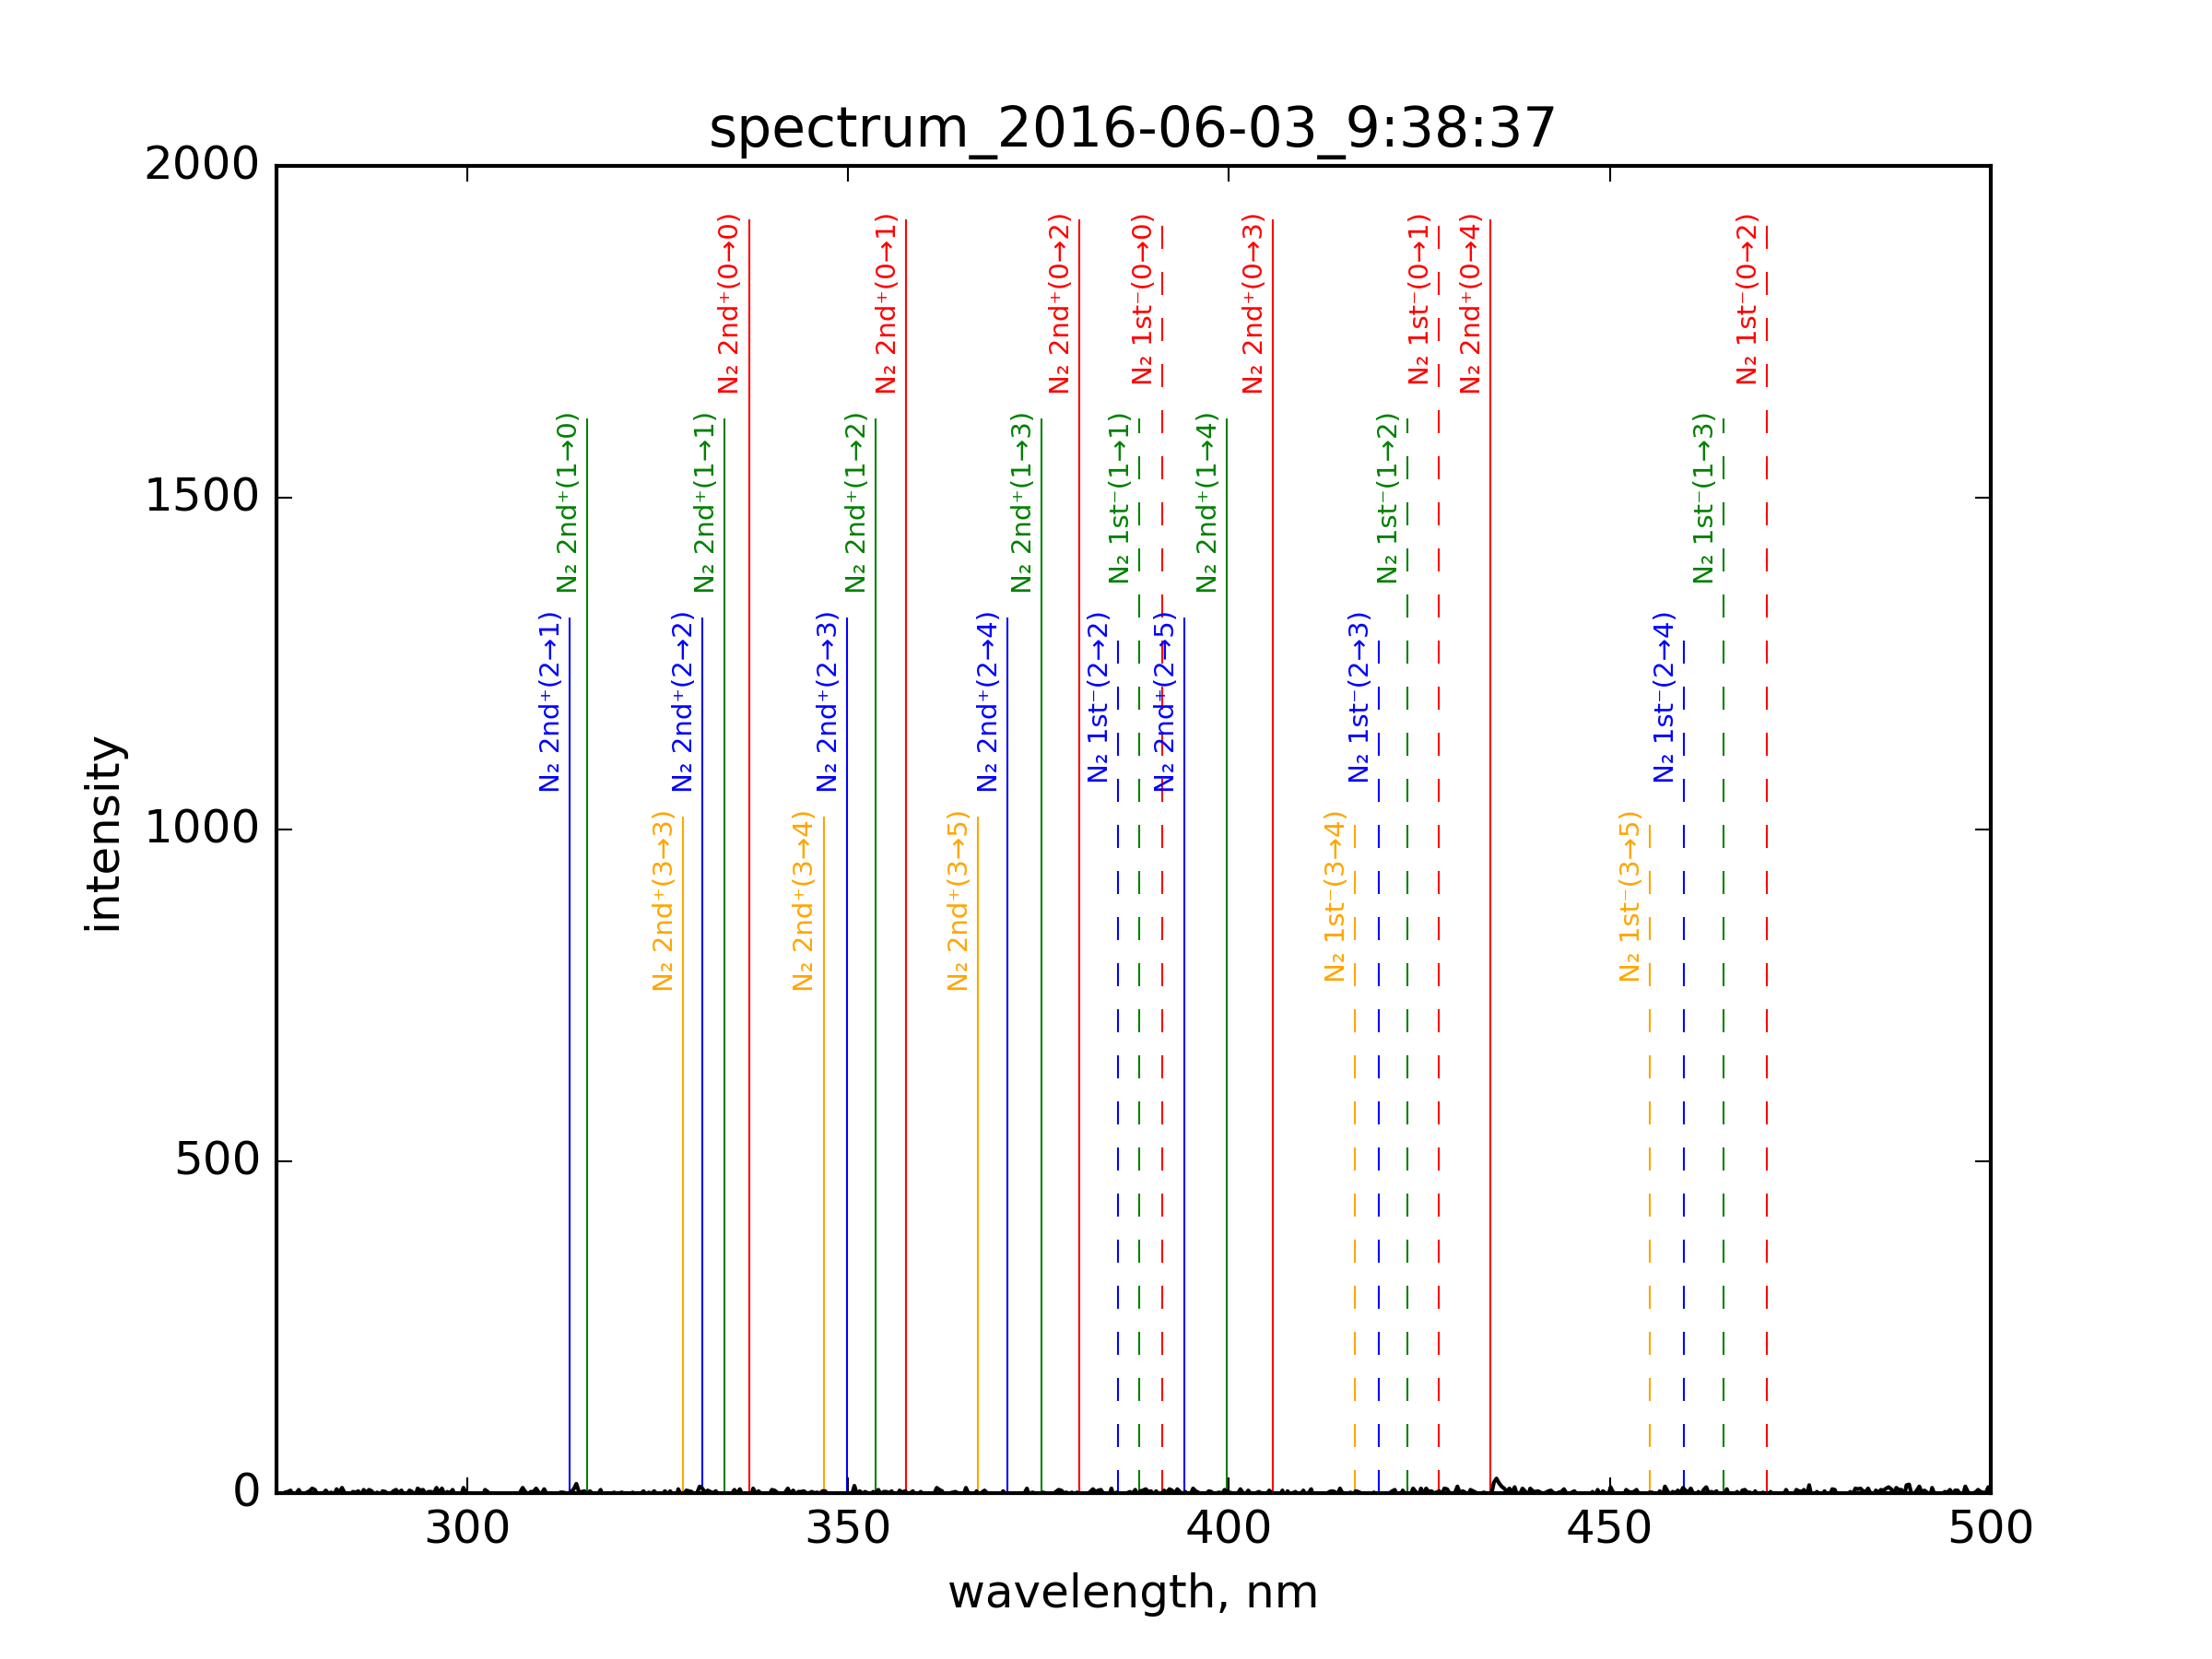 spectrum_2016-06-03_9:38:37
2000
1500
1000
500
0
intensity
N₂ 2nd⁺(0→0)
N₂ 2nd⁺(0→1)
N₂ 2nd⁺(0→2)
N₂ 1st⁻(0→0)
N₂ 2nd⁺(0→3)
N₂ 1st⁻(0→1)
N₂ 2nd⁺(0→4)
N₂ 1st⁻(0→2)
N₂ 2nd⁺(1→0)
N₂ 2nd⁺(1→1)
N₂ 2nd⁺(1→2)
N₂ 2nd⁺(1→3)
N₂ 1st⁻(1→1)
N₂ 2nd⁺(1→4)
N₂ 1st⁻(1→2)
N₂ 1st⁻(1→3)
N₂ 2nd⁺(2→1)
N₂ 2nd⁺(2→2)
N₂ 2nd⁺(2→3)
N₂ 2nd⁺(2→4)
N₂ 1st⁻(2→2)
N₂ 2nd⁺(2→5)
N₂ 1st⁻(2→3)
N₂ 1st⁻(2→4)
N₂ 2nd⁺(3→3)
N₂ 2nd⁺(3→4)
N₂ 2nd⁺(3→5)
N₂ 1st⁻(3→4)
N₂ 1st⁻(3→5)
300 350 400 450 500
wavelength, nm